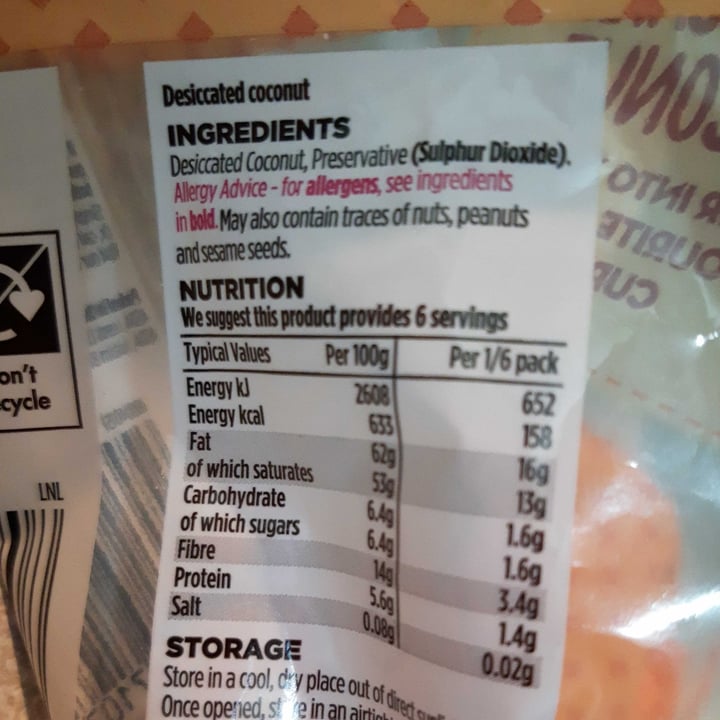 Desiccated coconut
INGREDIENTS
Desiccated Coconut, Preservative (Sulphur Dioxide).
Allergy Advice - for allergens, see ingredients
in bold. May also contain traces of nuts, peanuts
and sesame seeds.
NUTRITION
We suggest this product provides 6 servings
Typical Values Per 100g Per 1/6 pack
Energy kJ 2608 652
Energy kcal 633 158
Fat 62g 16g
of which saturates 53g 13g
Carbohydrate 6.4g 1.6g
of which sugars 6.4g 1.6g
Fibre 14g 3.4g
Protein 5.6g 1.4g
Salt 0.08g 0.02g
STORAGE
Store in a cool, dry place out of direct
Once opened, store in an airtight
on't
cycle
LNL